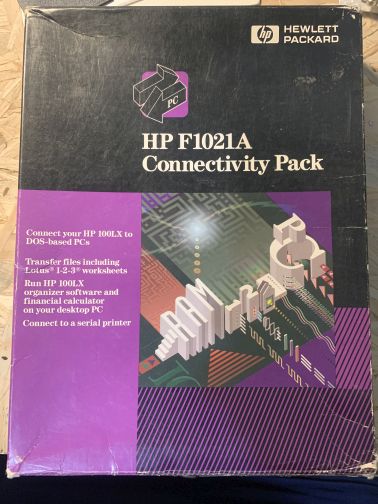 hp HEWLETT
PACKARD
PC
HP F1021A
Connectivity Pack
Connect your HP 100LX to
DOS-based PCs
Transfer files including
Lotus® 1-2-3® worksheets
Run HP 100LX
organizer software and
financial calculator
on your desktop PC
Connect to a serial printer